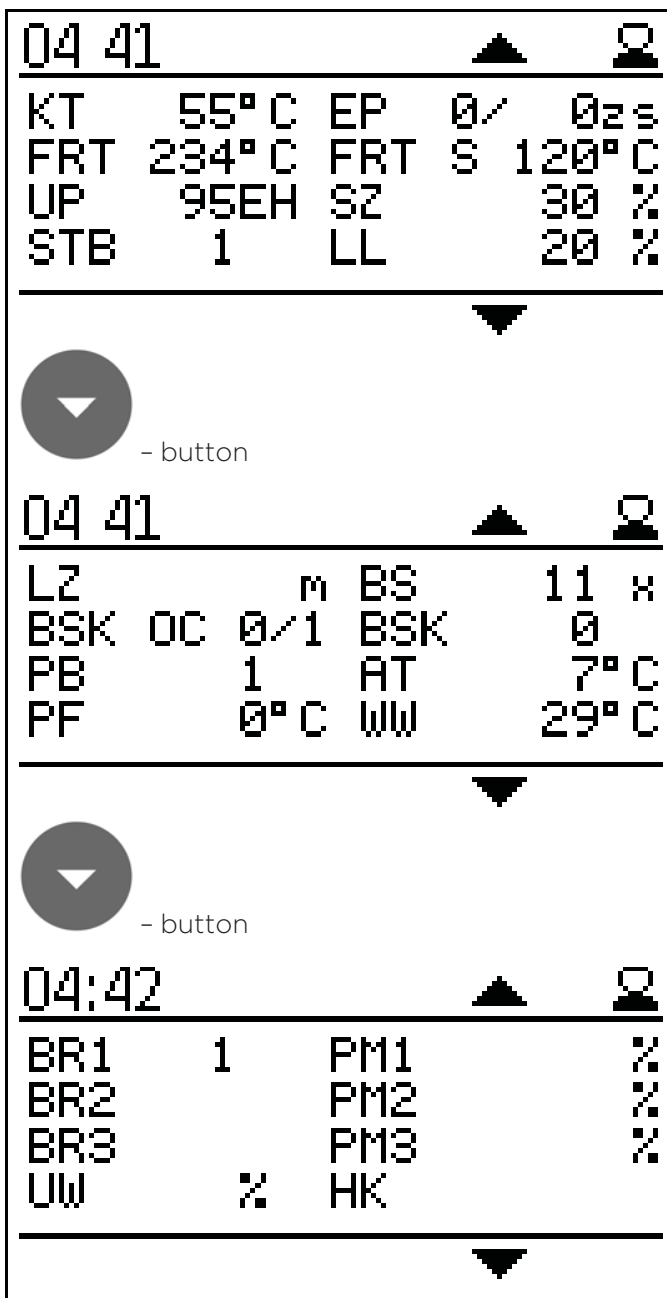 04 41
KT 55°C EP 0/ 0zs
FRT 234°C FRT S 120°C
UP 95EH SZ 30 %
STB 1 LL 20 %
– button
04 41
LZ m BS 11 x
BSK OC 0/1 BSK 0
PB 1 AT 7°C
PF 0°C WW 29°C
– button
04:42
BR1 1 PM1 %
BR2 PM2 %
BR3 PM3 %
UW % HK